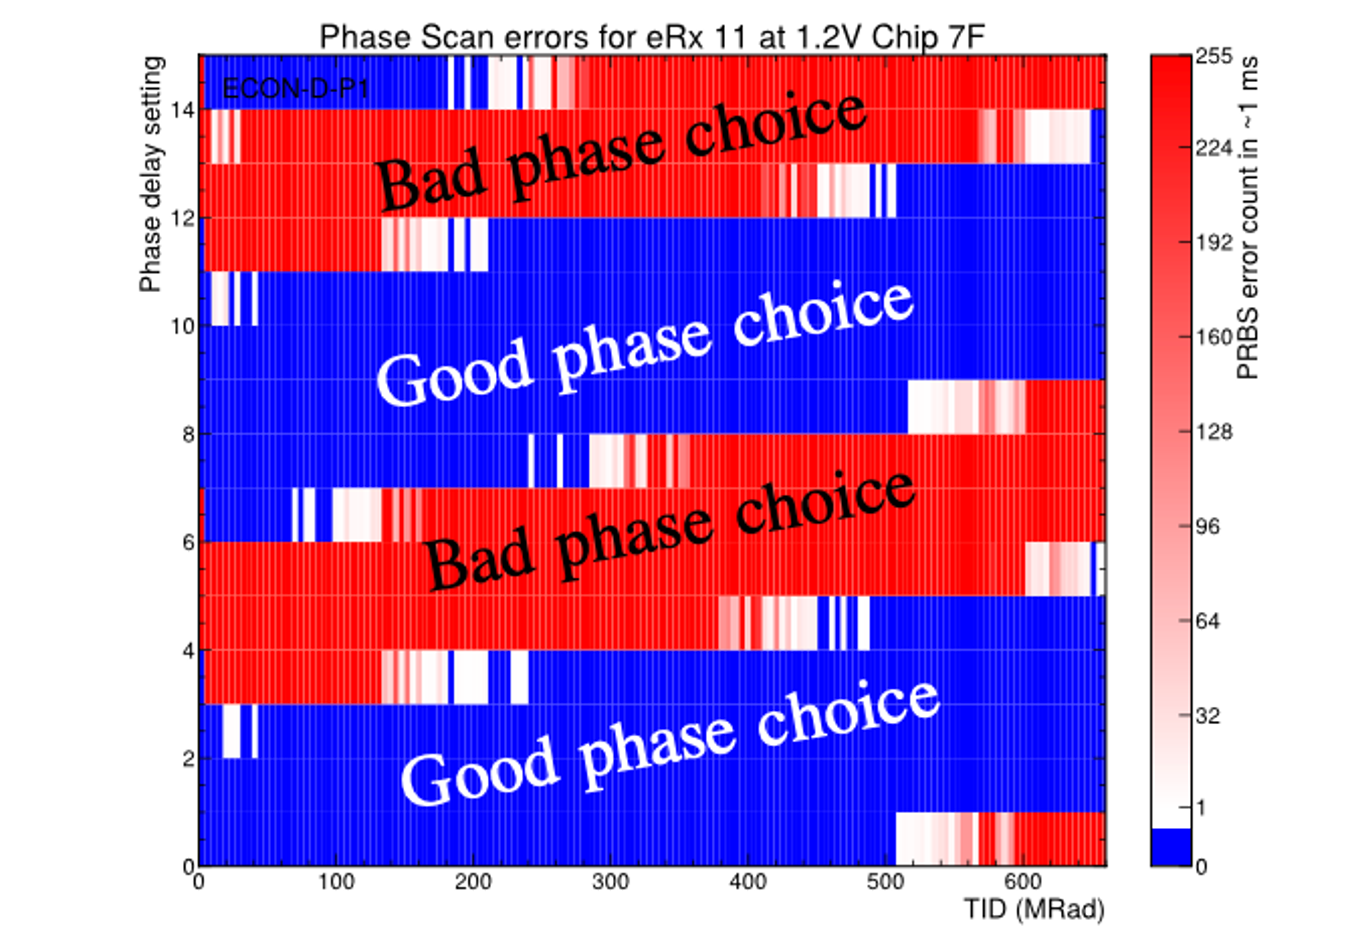 Phase Scan errors for eRx 11 at 1.2V Chip 7F
ECON-D-P1
Phase delay setting
14
12
10
8
6
4
2
0
Bad phase choice
Good phase choice
Bad phase choice
Good phase choice
0 100 200 300 400 500 600
TID (MRad)
255
224
192
160
128
96
64
32
1
0
PRBS error count in ~1 ms